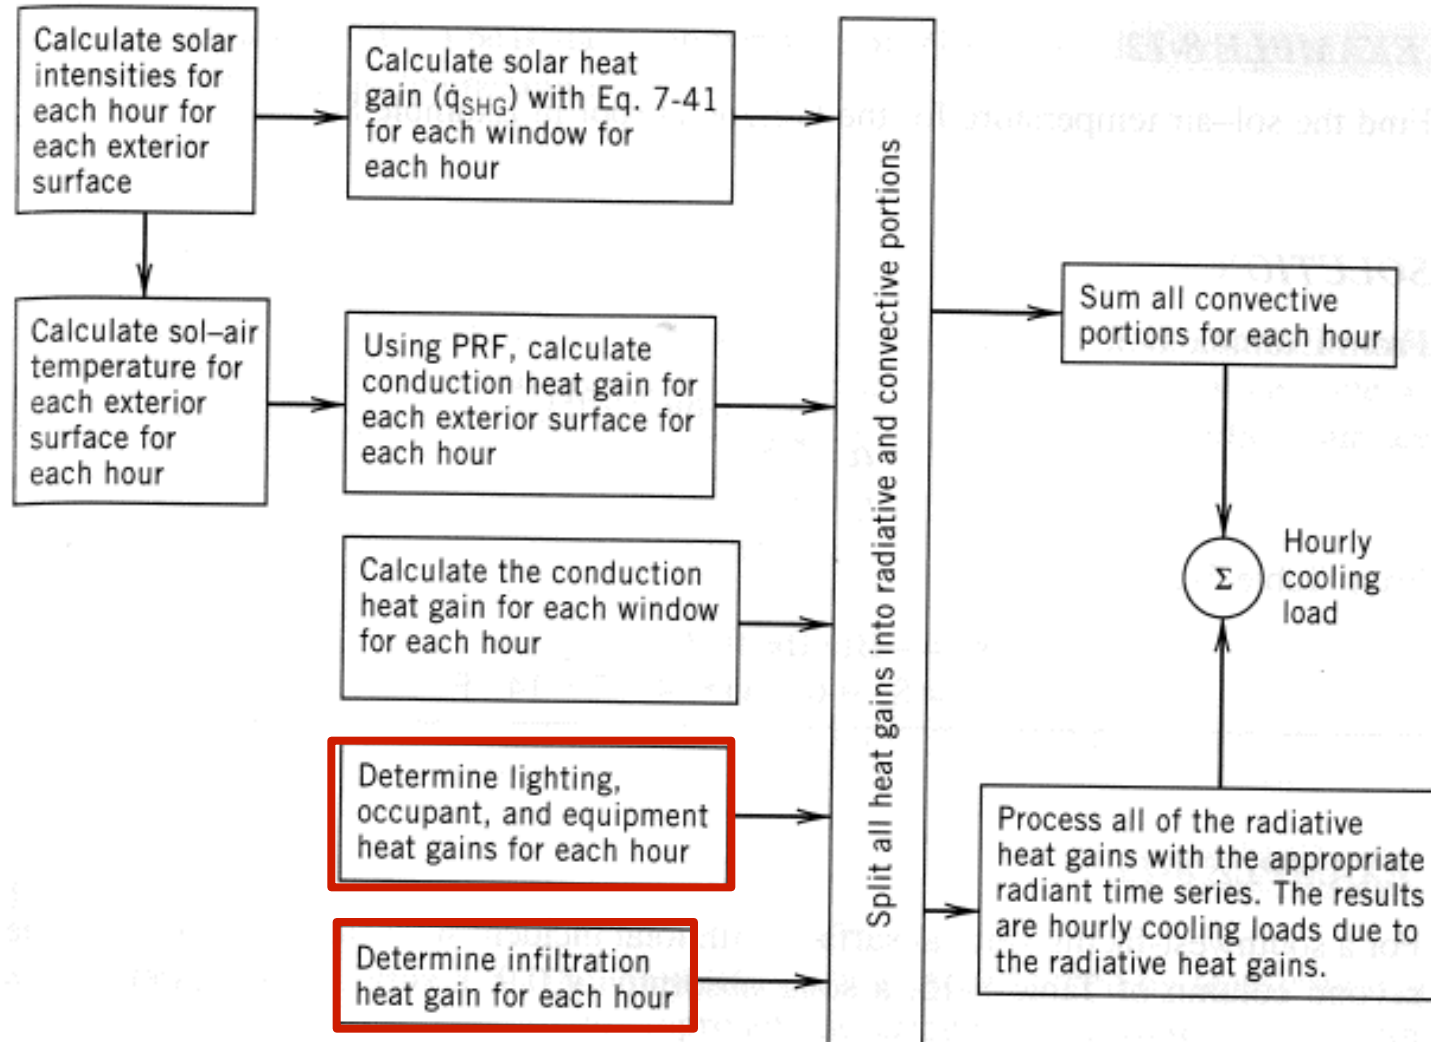 Calculate solar
intensities for
each hour for
each exterior
surface
Calculate solar heat
gain (q̇SHG) with Eq. 7-41
for each window for
each hour
Calculate sol–air
temperature for
each exterior
surface for
each hour
Using PRF, calculate
conduction heat gain for
each exterior surface for
each hour
Calculate the conduction
heat gain for each window
for each hour
Determine lighting,
occupant, and equipment
heat gains for each hour
Determine infiltration
heat gain for each hour
Split all heat gains into radiative and convective portions
Sum all convective
portions for each hour
Σ
Hourly
cooling
load
Process all of the radiative
heat gains with the appropriate
radiant time series. The results
are hourly cooling loads due to
the radiative heat gains.